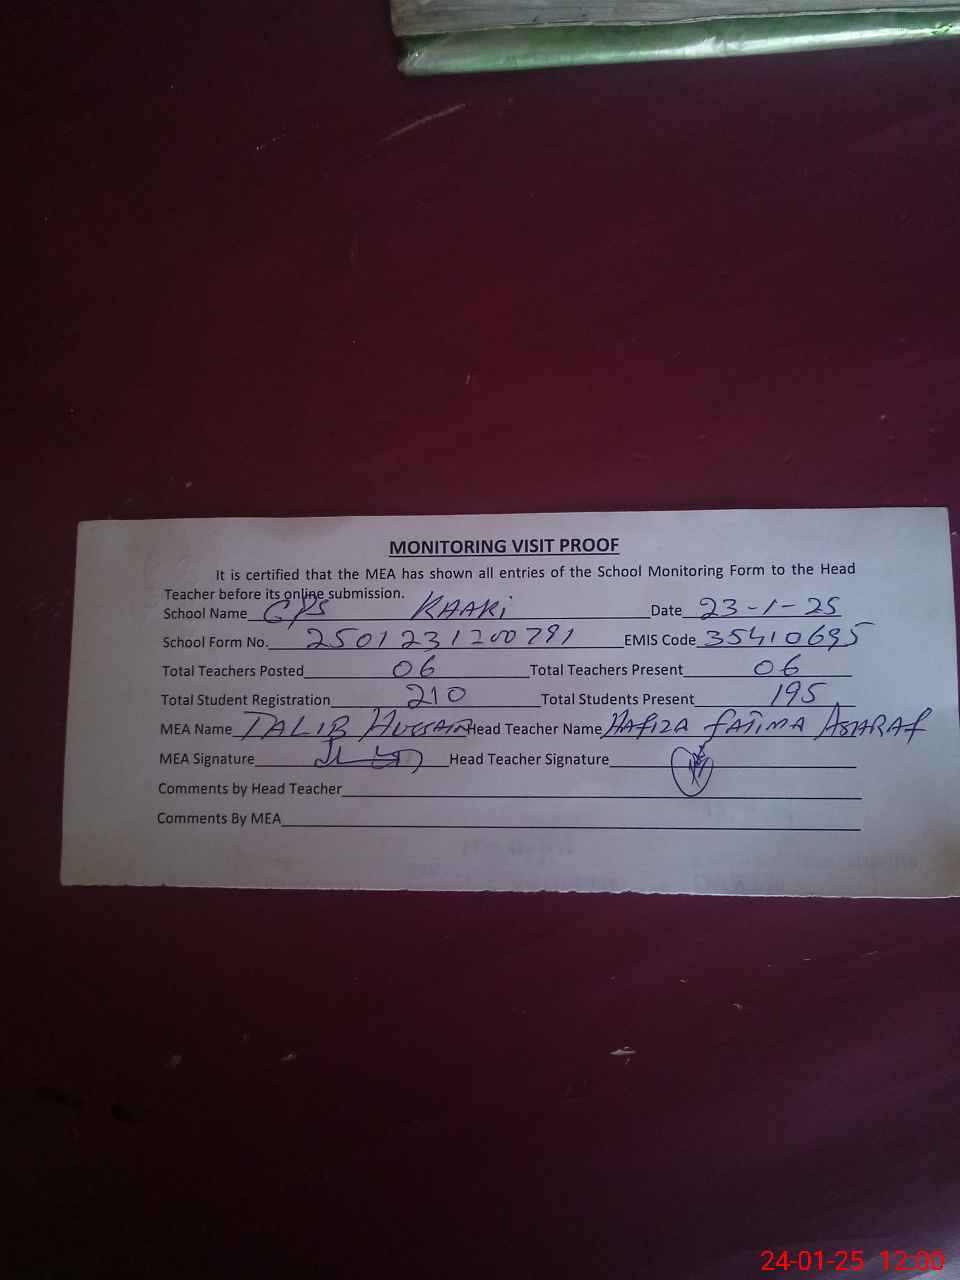 MONITORING VISIT PROOF
It is certified that the MEA has shown all entries of the School Monitoring Form to the Head
Teacher before its online submission.
School Name GPS KAAKi Date 23-1-25
School Form No. 2501231200791 EMIS Code 35410695
Total Teachers Posted 06 Total Teachers Present 06
Total Student Registration 210 Total Students Present 195
MEA Name TALIB HUSSAIN Head Teacher Name HAFIZA FATIMA ASHARAF
MEA Signature Head Teacher Signature
Comments by Head Teacher
Comments By MEA
24-01-25 12:00